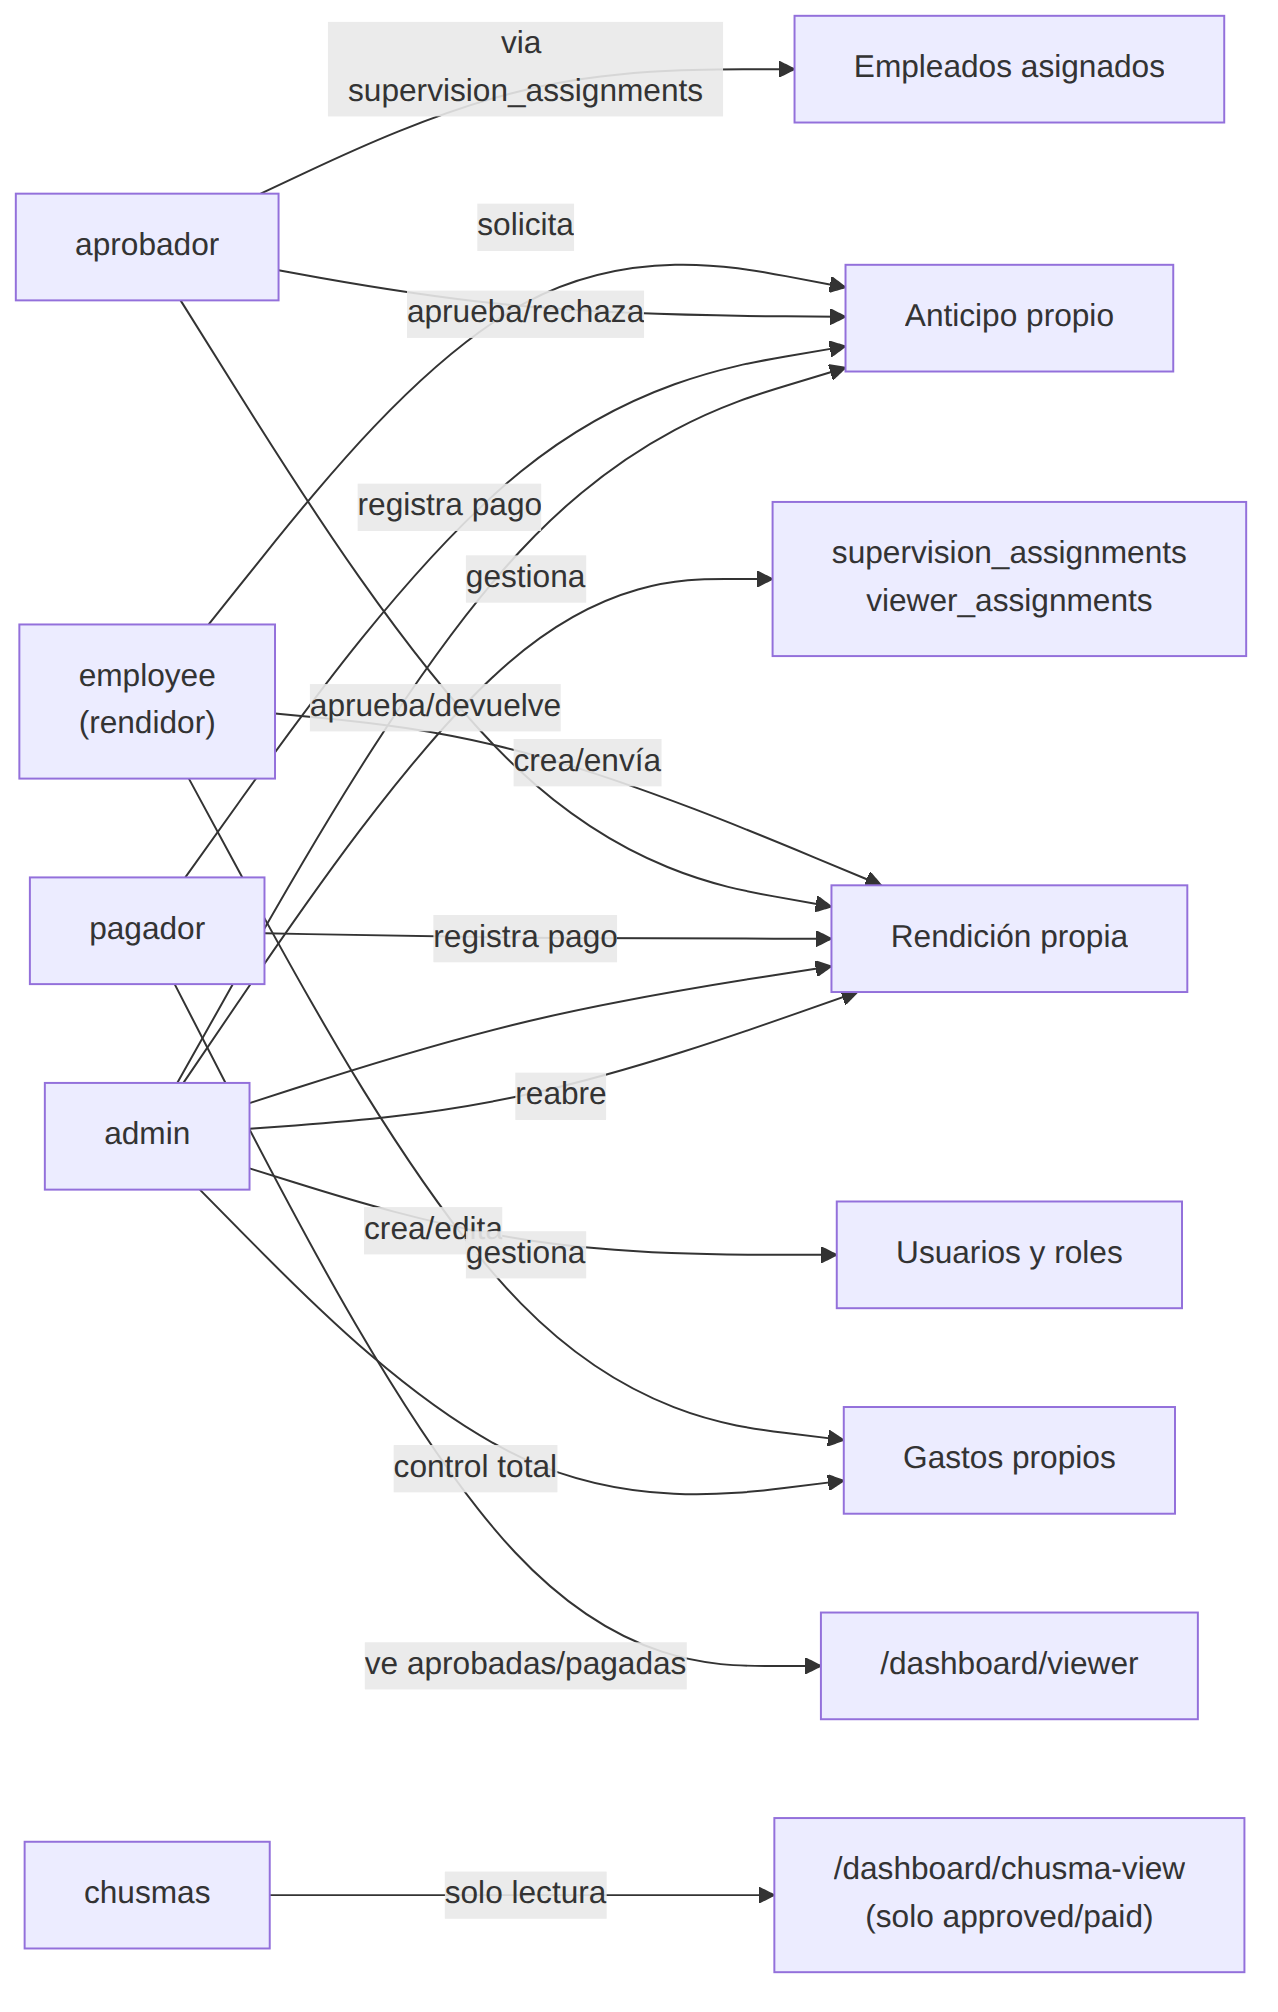 via
supervision_assignments
Empleados asignados
aprobador
solicita
aprueba/rechaza
Anticipo propio
registra pago
gestiona
supervision_assignments
viewer_assignments
employee
(rendidor)
aprueba/devuelve
crea/envía
pagador
registra pago
Rendición propia
admin
reabre
crea/edita
gestiona
Usuarios y roles
control total
Gastos propios
ve aprobadas/pagadas
/dashboard/viewer
chusmas
solo lectura
/dashboard/chusma-view
(solo approved/paid)